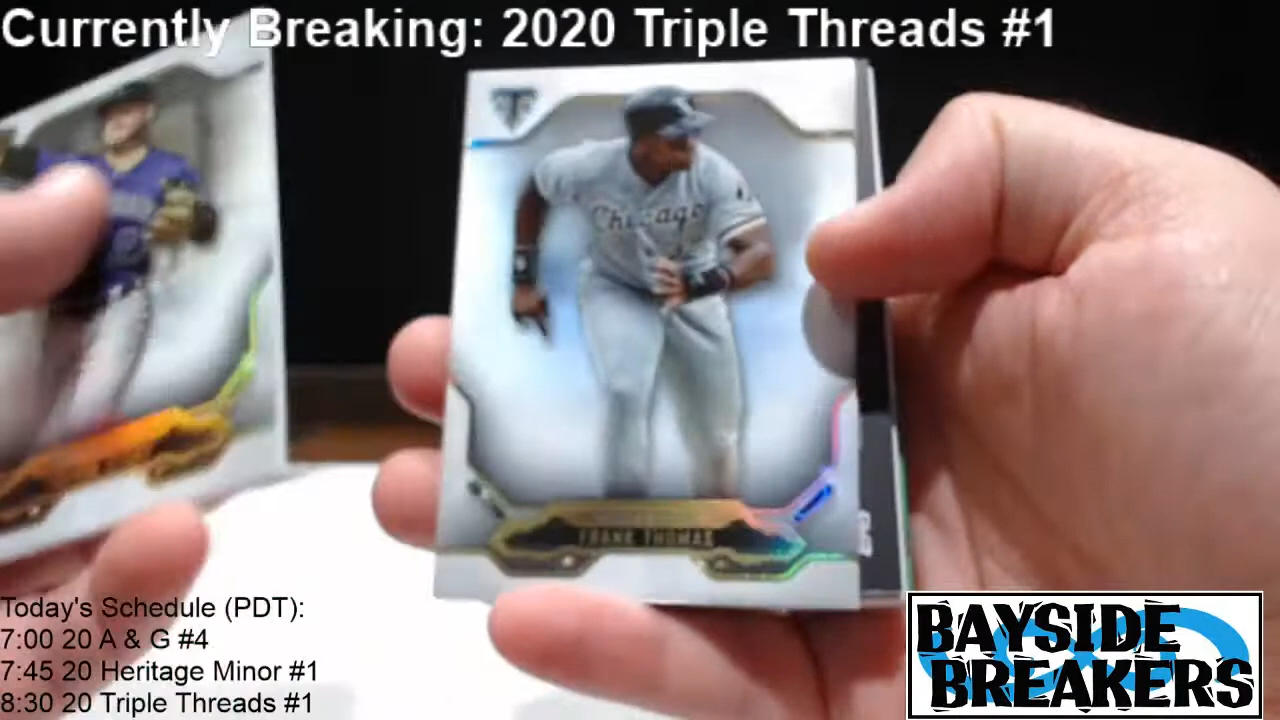 Currently Breaking: 2020 Triple Threads #1
Chicago
FRANK THOMAS
Today's Schedule (PDT):
7:00 20 A & G #4
7:45 20 Heritage Minor #1
8:30 20 Triple Threads #1
BAYSIDE
BREAKERS